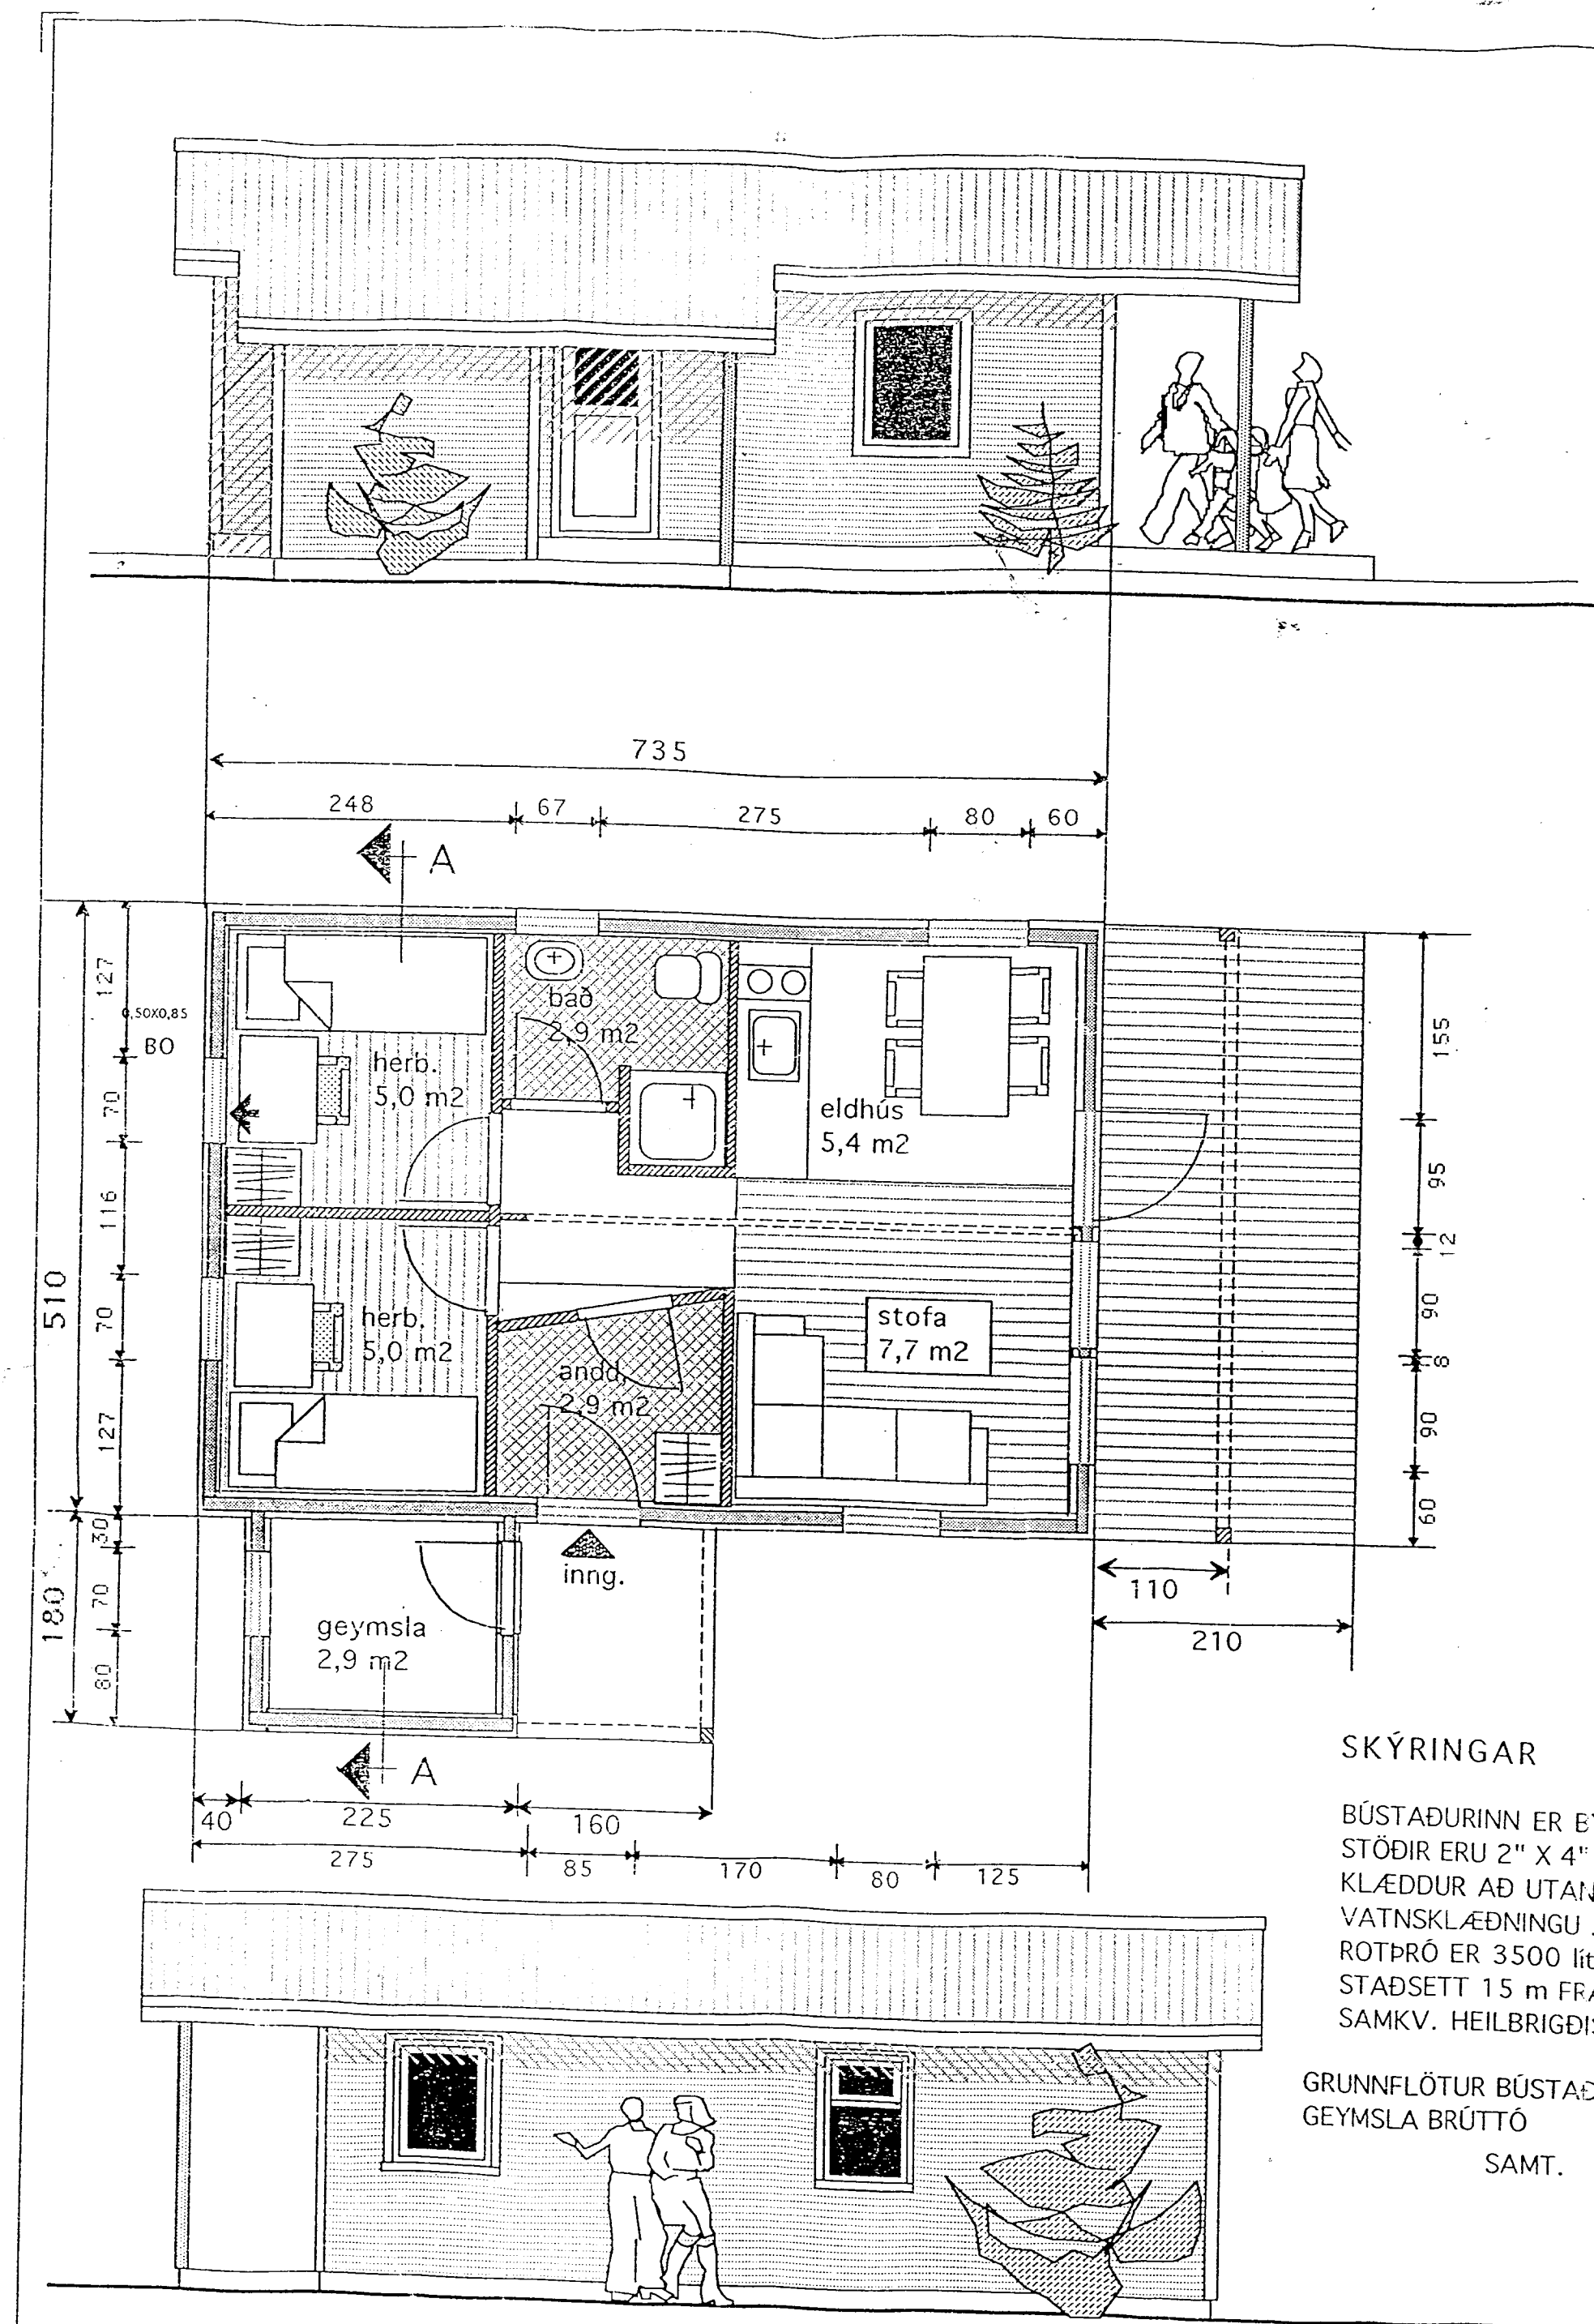 735
248 67 275 80 60
A
127
0,50X0,85
BO
70
116
70
127
510
30
70
80
180
bað
2,9 m2
herb.
5,0 m2
eldhús
5,4 m2
herb.
5,0 m2
stofa
7,7 m2
andd.
2,9 m2
inng.
geymsla
2,9 m2
155
95
12
90
8
90
60
110
210
A
40 225 160
275 85 170 80 125
SKÝRINGAR
BÚSTAÐURINN ER
STÖÐIR ERU 2" X 4"
KLÆDDUR AÐ UTAN
VATNSKLÆÐNINGU
ROTÞRÓ ER 3500
STAÐSETT 15 m
SAMKV.
GRUNNFLÖTUR
GEYMSLA BRÚTTÓ
SAMT.